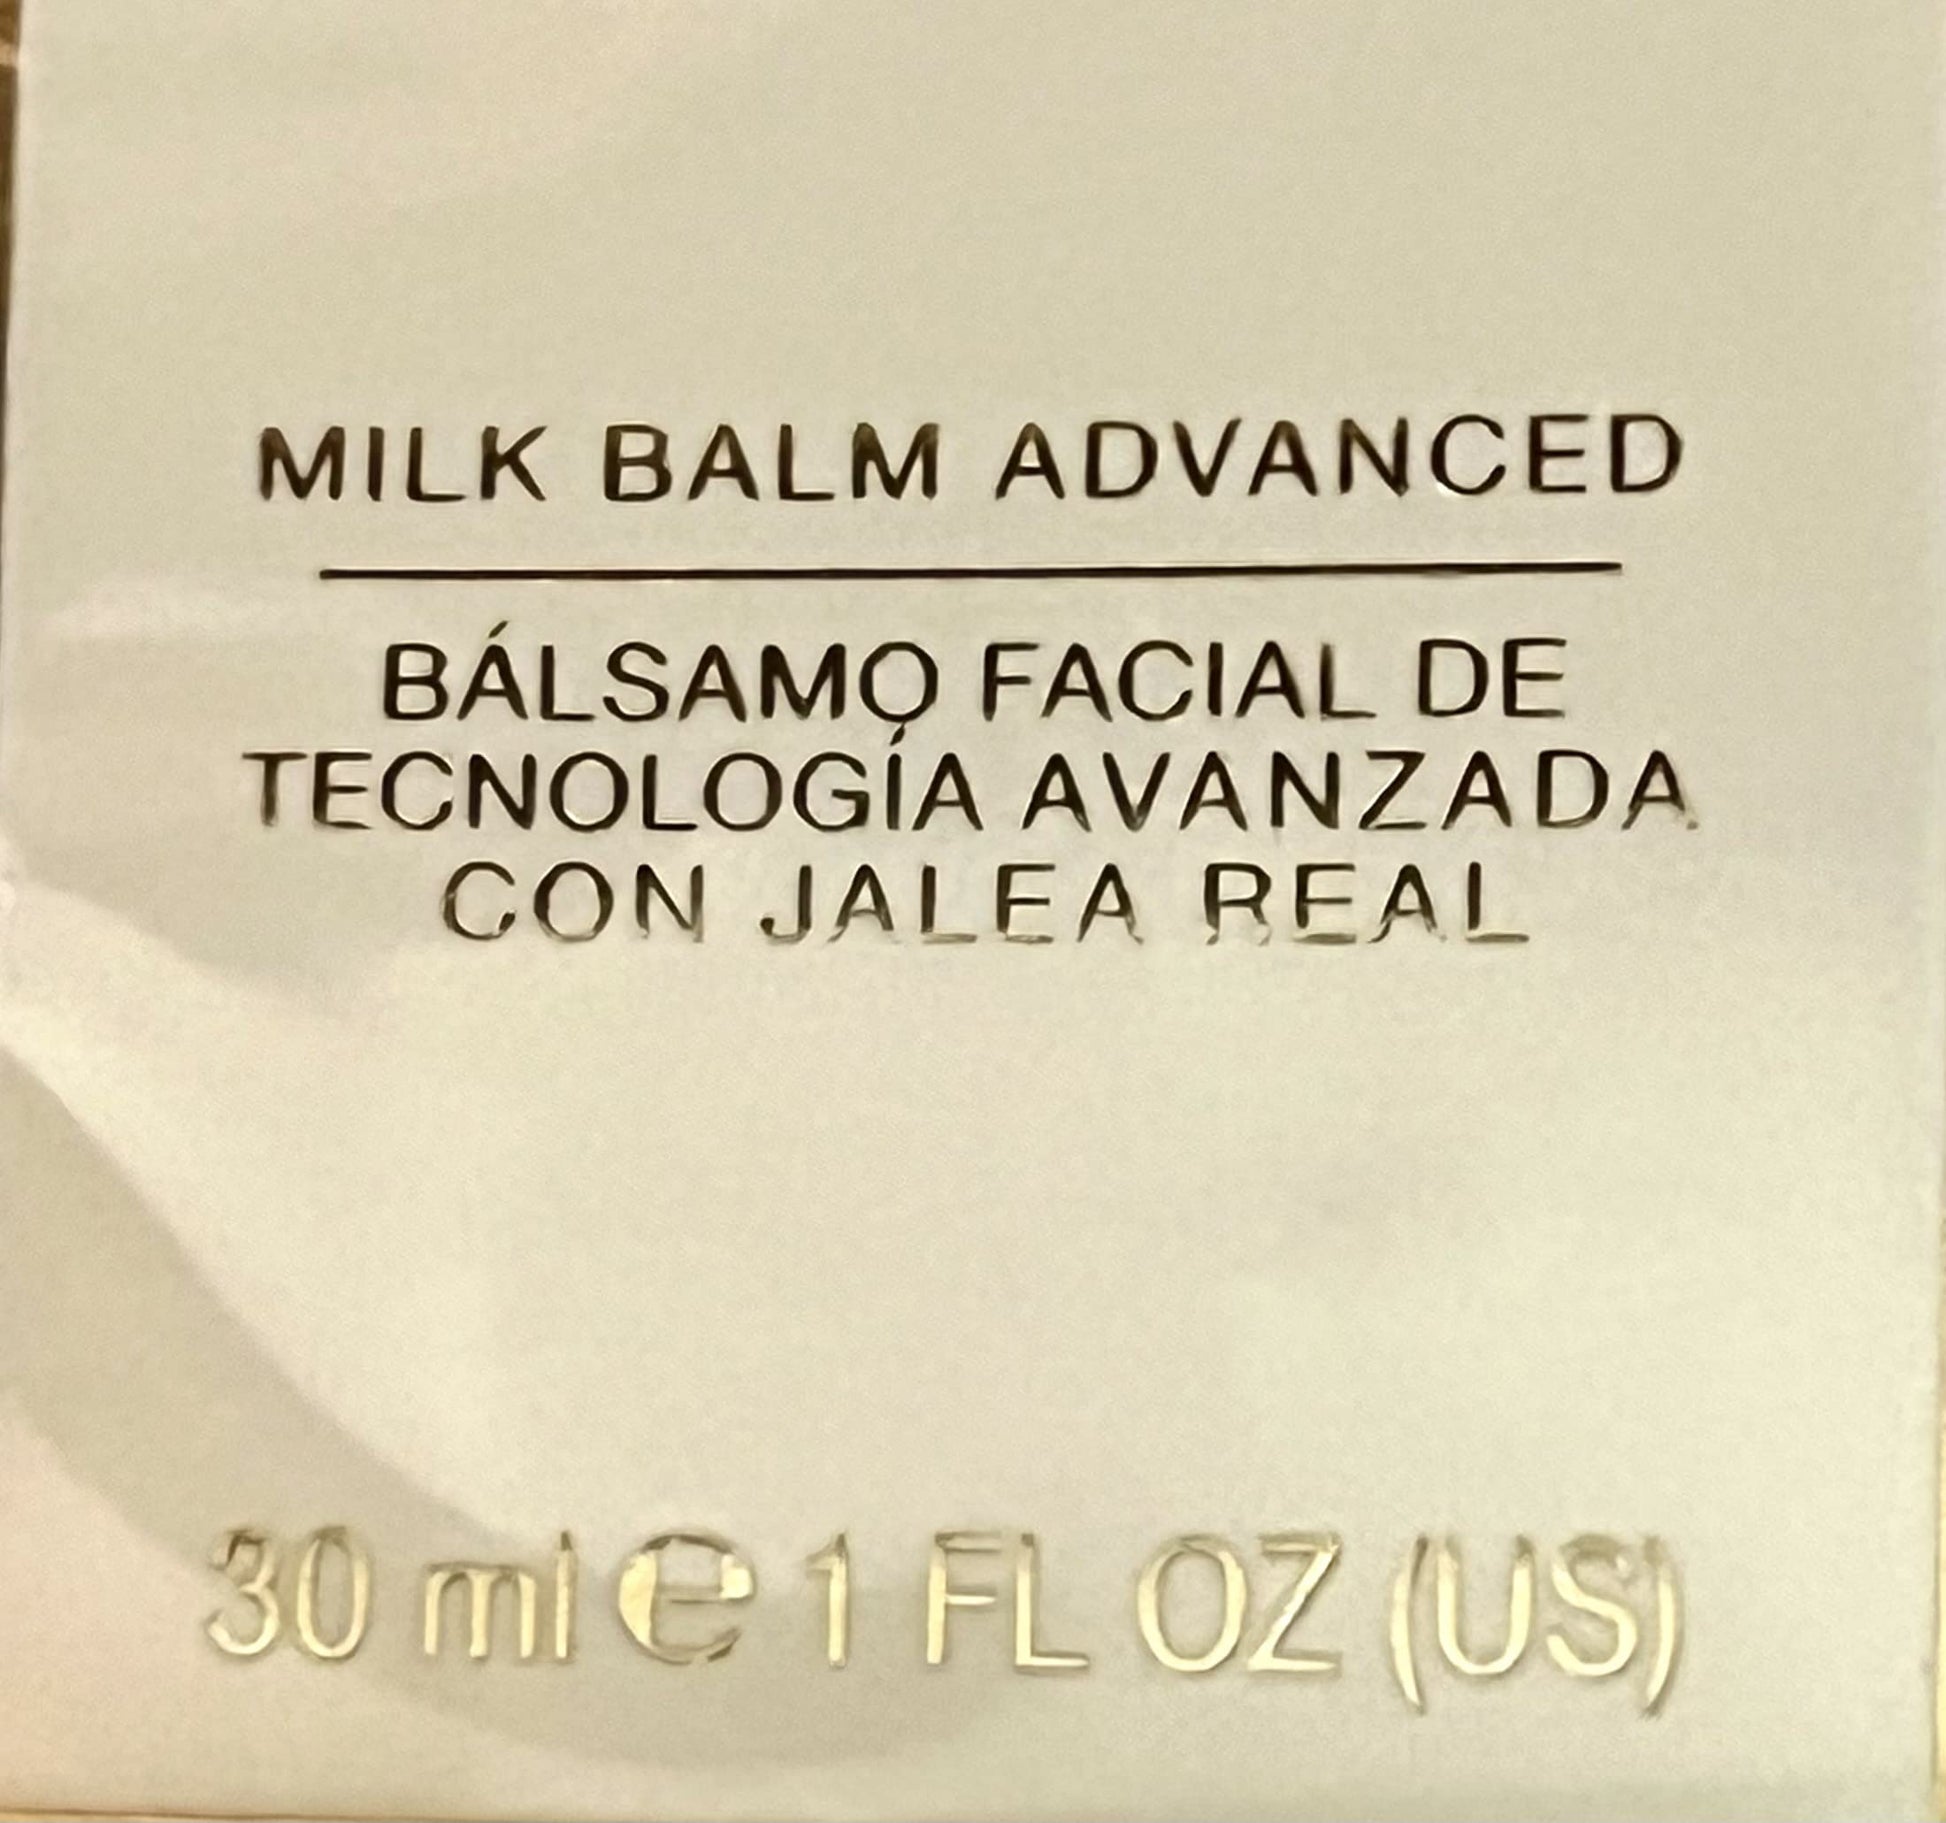 MILK BALM ADVANCED
BÁLSAMO FACIAL DE
TECNOLOGÍA AVANZADA
CON JALEA REAL
30 ml e 1 FL OZ (US)